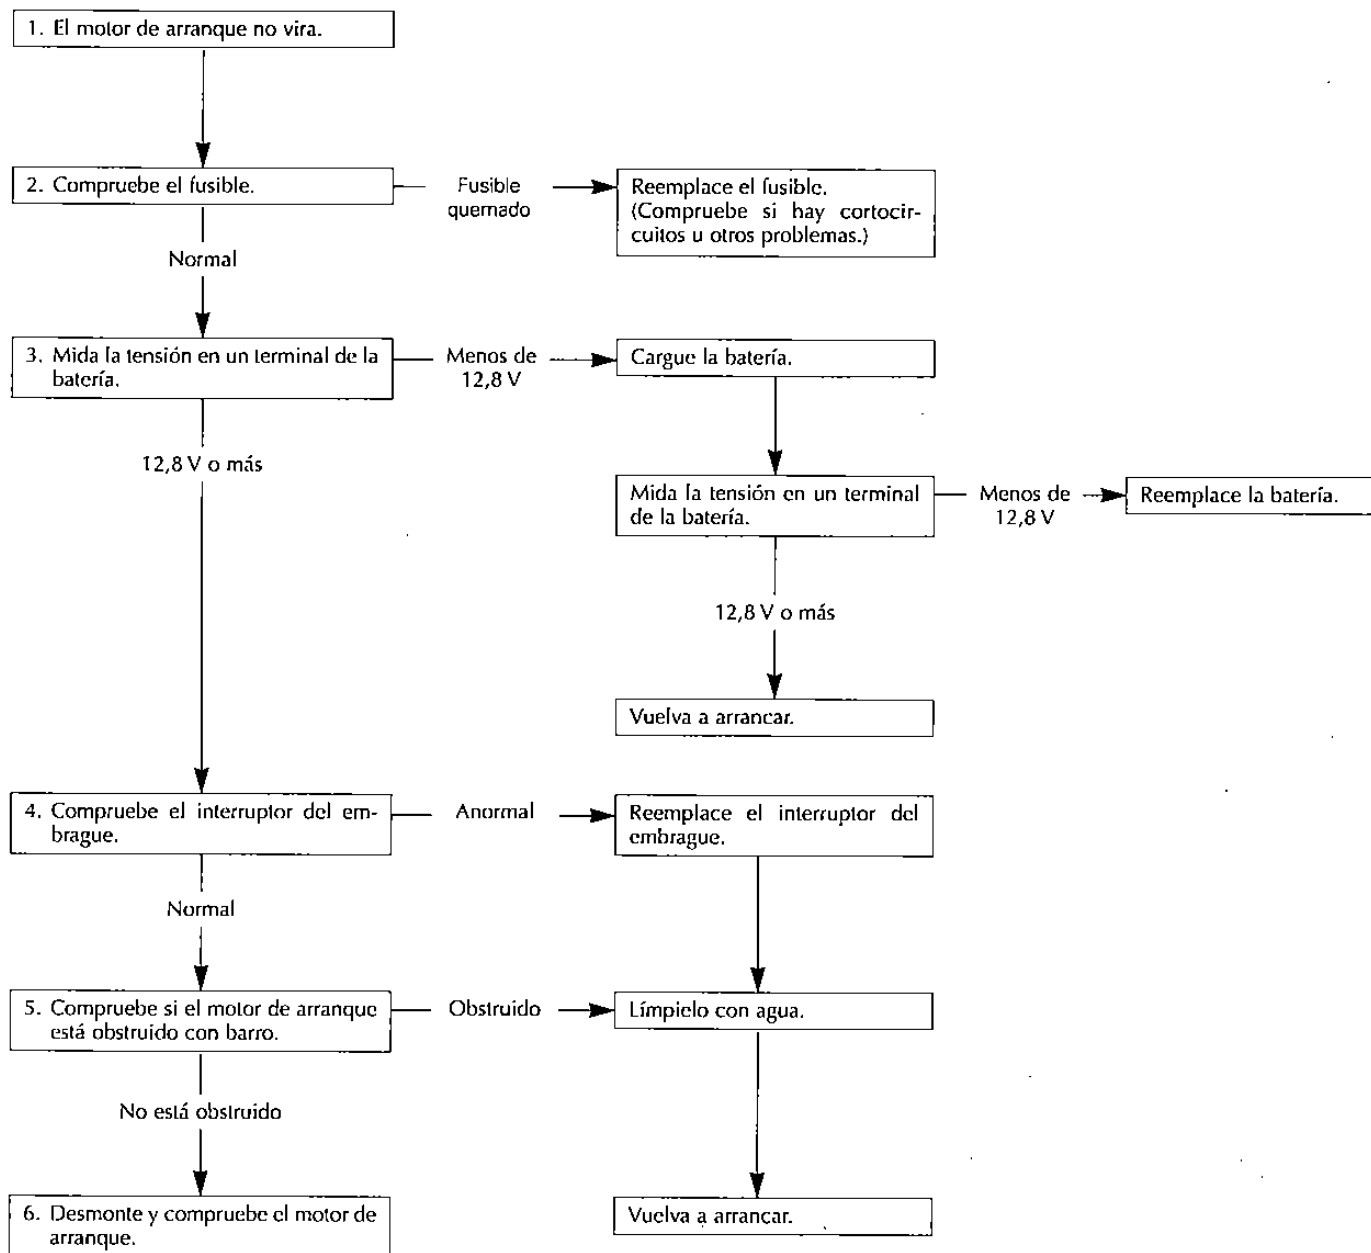 1. El motor de arranque no vira.
2. Compruebe el fusible.
Fusible
quemado
Reemplace el fusible.
(Compruebe si hay cortocir-
cuitos u otros problemas.)
Normal
3. Mida la tensión en un terminal de la
batería.
Menos de
12,8 V
Cargue la batería.
12,8 V o más
Mida la tensión en un terminal
de la batería.
Menos de
12,8 V
Reemplace la batería.
12,8 V o más
Vuelva a arrancar.
4. Compruebe el interruptor del em-
brague.
Anormal
Reemplace el interruptor del
embrague.
Normal
5. Compruebe si el motor de arranque
está obstruido con barro.
Obstruido
Límpielo con agua.
No está obstruido
6. Desmonte y compruebe el motor de
arranque.
Vuelva a arrancar.